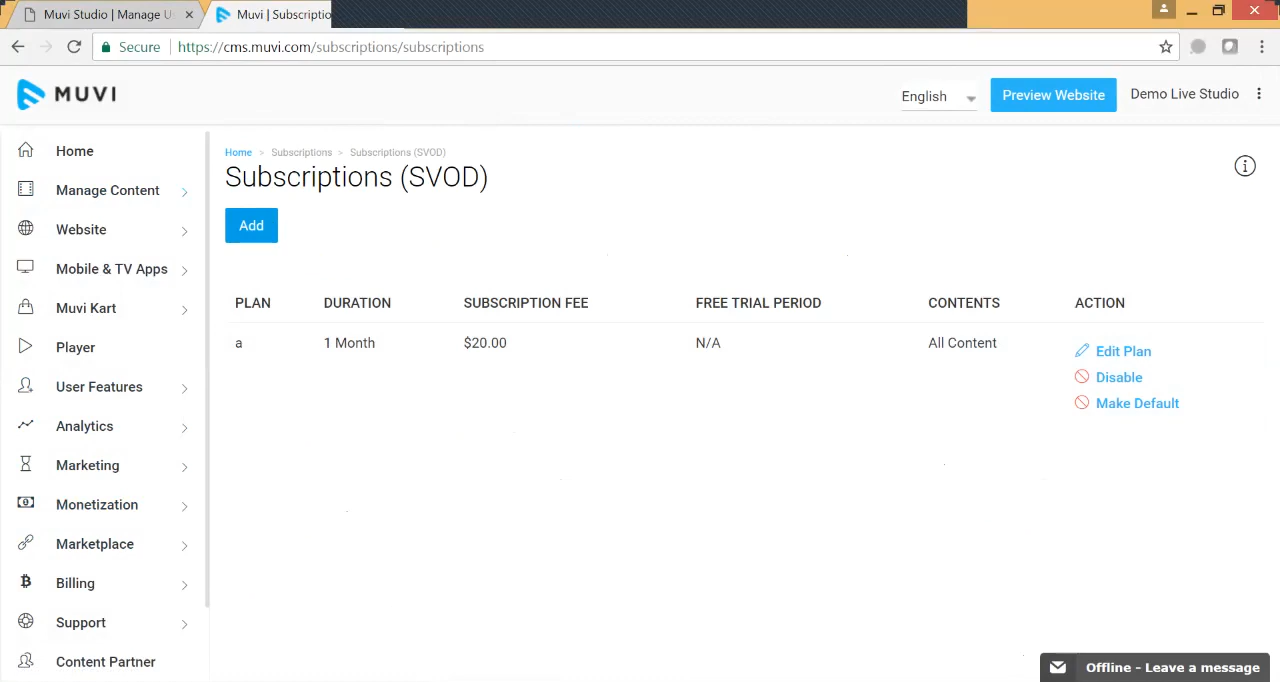 Muvi Studio | Manage U
Muvi | Subscriptio
Secure https://cms.muvi.com/subscriptions/subscriptions
MUVI
English
Preview Website
Demo Live Studio
Home
Manage Content
Website
Mobile & TV Apps
Muvi Kart
Player
User Features
Analytics
Marketing
Monetization
Marketplace
Billing
Support
Content Partner
Home > Subscriptions > Subscriptions (SVOD)
Subscriptions (SVOD)
Add
PLAN DURATION SUBSCRIPTION FEE FREE TRIAL PERIOD CONTENTS ACTION
a 1 Month $20.00 N/A All Content
Edit Plan
Disable
Make Default
Offline - Leave a message